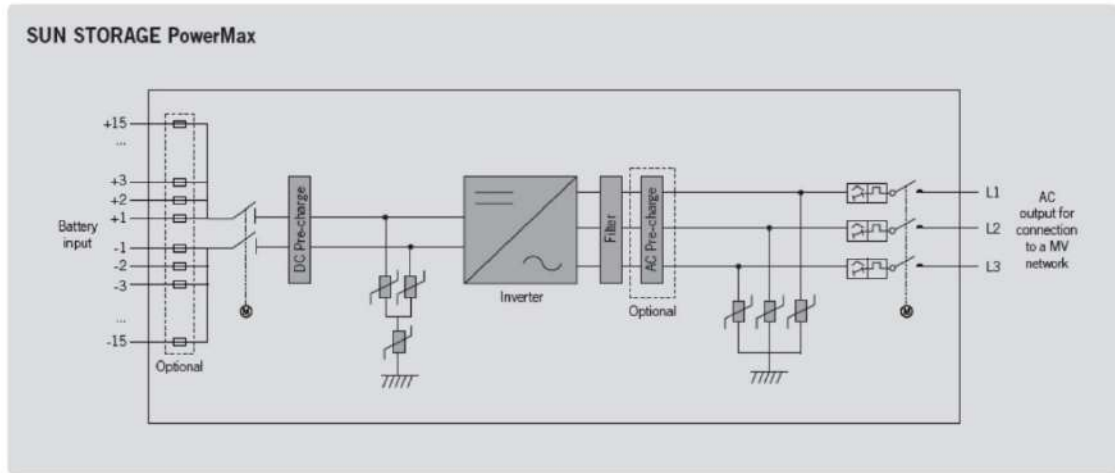 SUN STORAGE PowerMax
+15
...
+3
+2
+1
Battery
input
-1
-2
-3
...
-15
Optional
DC Pre-charge
M
Inverter
Filter
AC Pre-charge
Optional
M
L1
L2
L3
AC
output for
connection
to a MV
network